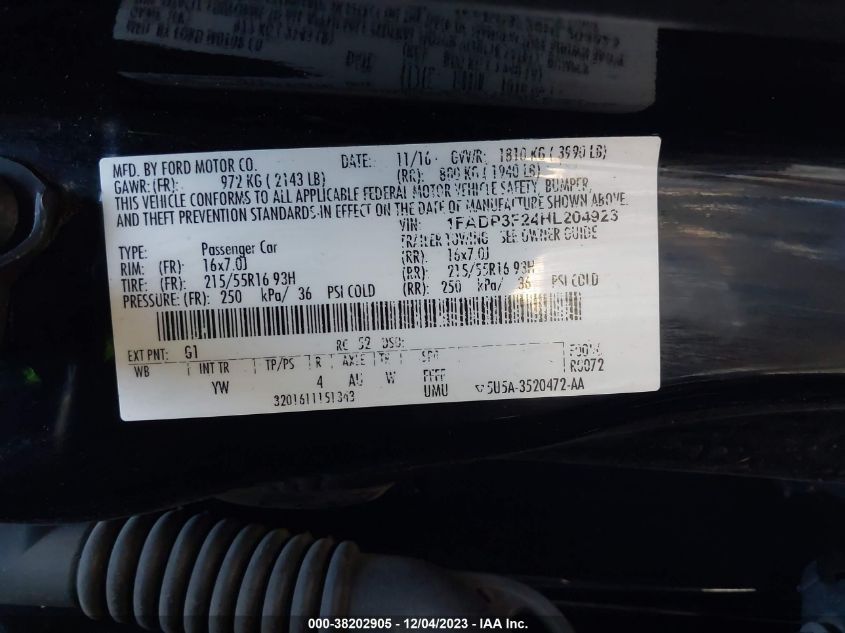 MFD. BY FORD MOTOR CO.
DATE: 11/16 GVWR: 1810 KG ( 3990 LB)
GAWR: (FR): 972 KG ( 2143 LB) (RR): 880 KG ( 1940 LB)
THIS VEHICLE CONFORMS TO ALL APPLICABLE FEDERAL MOTOR VEHICLE SAFETY, BUMPER,
AND THEFT PREVENTION STANDARDS IN EFFECT ON THE DATE OF MANUFACTURE SHOWN ABOVE.
VIN: 1FADP3F24HL204923
TRAILER TOWING - SEE OWNER GUIDE
TYPE: Passenger Car
RIM: (FR): 16x7.0J (RR): 16x7.0J
TIRE: (FR): 215/55R16 93H (RR): 215/55R16 93H
PRESSURE: (FR): 250 kPa/ 36 PSI COLD (RR): 250 kPa/ 36 PSI COLD
EXT PNT: G1 RC: 52 DSO:
WB INT TR TP/PS R AXLE TR SPR
YW 4 AU W UMU
3201611151363
5U5A-3520472-AA
000-38202905 - 12/04/2023 - IAA Inc.